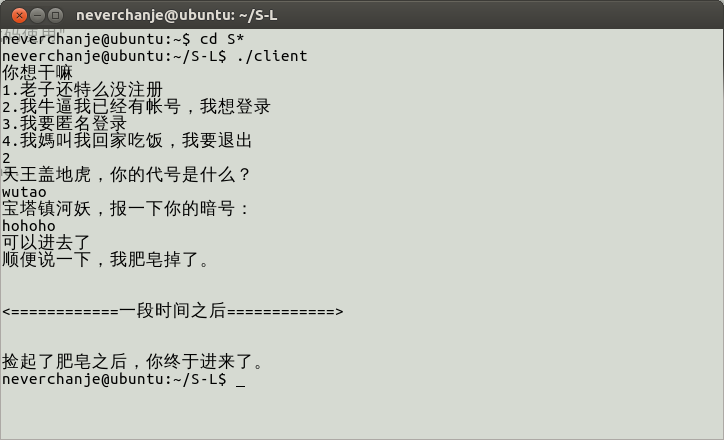 neverchanje@ubuntu: ~/S-L
neverchanje@ubuntu:~$ cd S*
neverchanje@ubuntu:~/S-L$ ./client
你想干嘛
1.老子还特么没注册
2.我牛逼我已经有帐号，我想登录
3.我要匿名登录
4.我媽叫我回家吃饭，我要退出
2
天王盖地虎，你的代号是什么？
wutao
宝塔镇河妖，报一下你的暗号：
hohoho
可以进去了
顺便说一下，我肥皂掉了。
<============一段时间之后============>
捡起了肥皂之后，你终于进来了。
neverchanje@ubuntu:~/S-L$ _